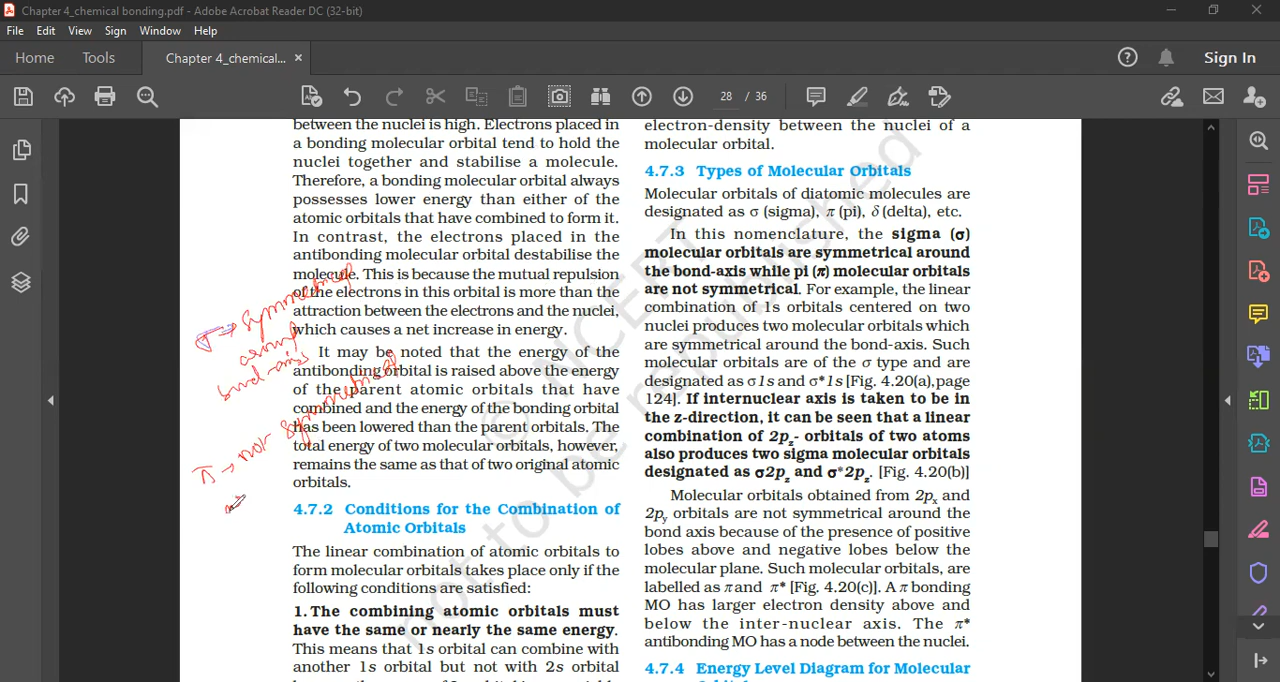 Chapter 4_chemical bonding.pdf - Adobe Acrobat Reader DC (32-bit)
File Edit View Sign Window Help
Home Tools Chapter 4_chemical... × Sign In
28 / 36
between the nuclei is high. Electrons placed in
a bonding molecular orbital tend to hold the
nuclei together and stabilise a molecule.
Therefore, a bonding molecular orbital always
possesses lower energy than either of the
atomic orbitals that have combined to form it.
In contrast, the electrons placed in the
antibonding molecular orbital destabilise the
molecule. This is because the mutual repulsion
of the electrons in this orbital is more than the
attraction between the electrons and the nuclei,
which causes a net increase in energy.
It may be noted that the energy of the
antibonding orbital is raised above the energy
of the parent atomic orbitals that have
combined and the energy of the bonding orbital
has been lowered than the parent orbitals. The
total energy of two molecular orbitals, however,
remains the same as that of two original atomic
orbitals.
4.7.2 Conditions for the Combination of
Atomic Orbitals
The linear combination of atomic orbitals to
form molecular orbitals takes place only if the
following conditions are satisfied:
1. The combining atomic orbitals must
have the same or nearly the same energy.
This means that 1s orbital can combine with
another 1s orbital but not with 2s orbital
σ → symmetrical
around
bond-axis
π → not symmetrical
electron-density between the nuclei of a
molecular orbital.
4.7.3 Types of Molecular Orbitals
Molecular orbitals of diatomic molecules are
designated as σ (sigma), π (pi), δ (delta), etc.
In this nomenclature, the sigma (σ)
molecular orbitals are symmetrical around
the bond-axis while pi (π) molecular orbitals
are not symmetrical. For example, the linear
combination of 1s orbitals centered on two
nuclei produces two molecular orbitals which
are symmetrical around the bond-axis. Such
molecular orbitals are of the σ type and are
designated as σ1s and σ*1s [Fig. 4.20(a),page
124]. If internuclear axis is taken to be in
the z-direction, it can be seen that a linear
combination of 2pz- orbitals of two atoms
also produces two sigma molecular orbitals
designated as σ2pz and σ*2pz. [Fig. 4.20(b)]
Molecular orbitals obtained from 2px and
2py orbitals are not symmetrical around the
bond axis because of the presence of positive
lobes above and negative lobes below the
molecular plane. Such molecular orbitals, are
labelled as π and π* [Fig. 4.20(c)]. A π bonding
MO has larger electron density above and
below the inter-nuclear axis. The π*
antibonding MO has a node between the nuclei.
4.7.4 Energy Level Diagram for Molecular
© NCERT
not to be republished